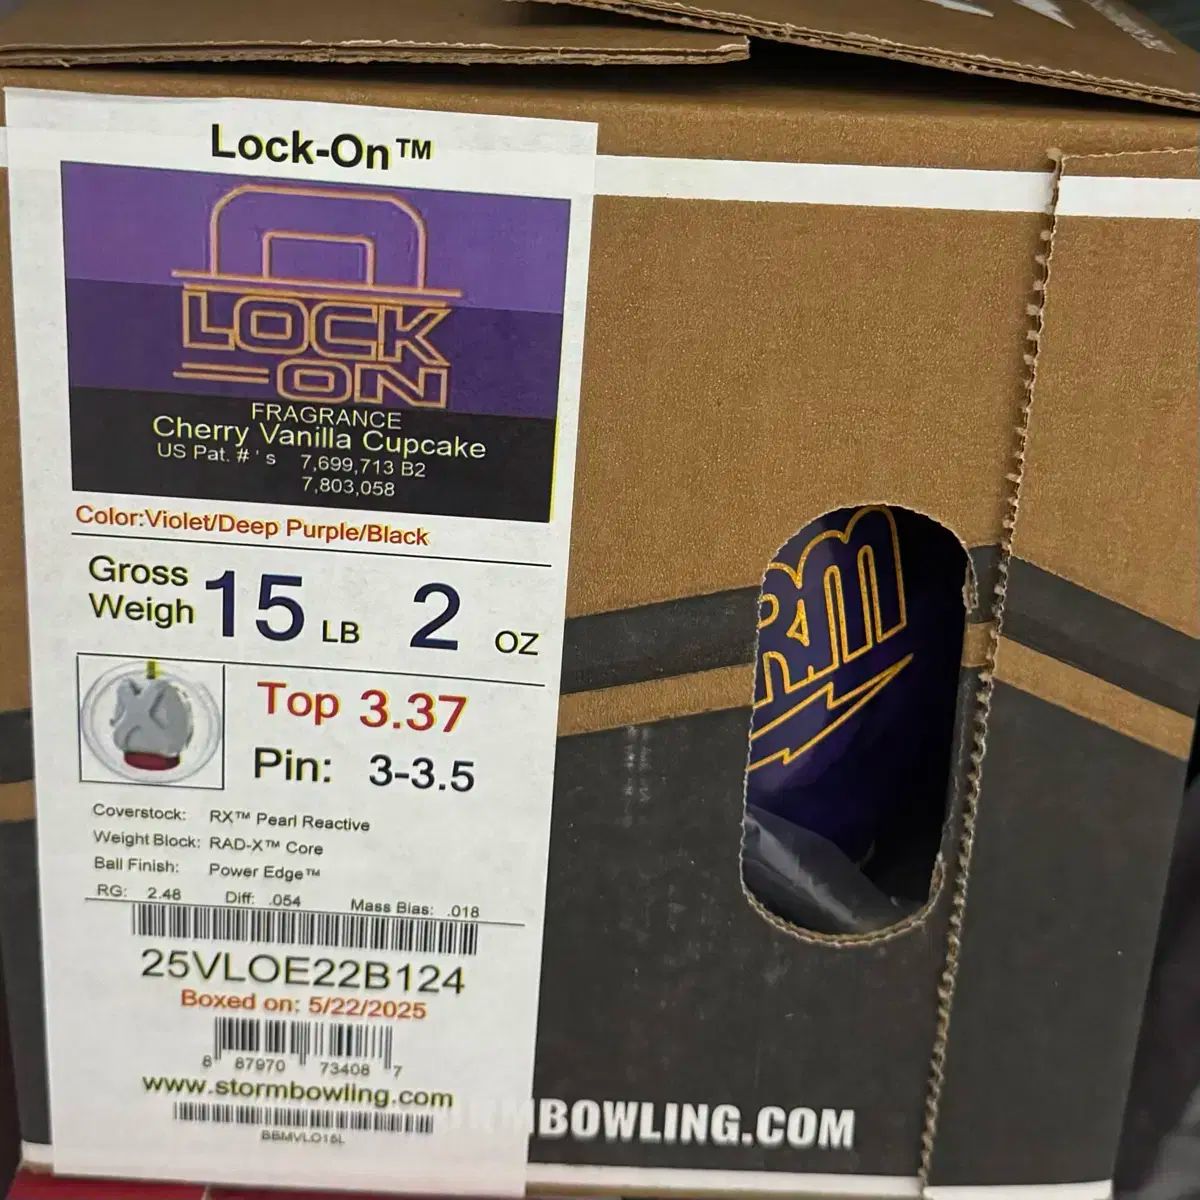 Lock-On™
LOCK
ON
FRAGRANCE
Cherry Vanilla Cupcake
US Pat. # ' s 7,699,713 B2
7,803,058
Color:Violet/Deep Purple/Black
Gross
Weigh 15 LB 2 OZ
Top 3.37
Pin: 3-3.5
Coverstock: RX™ Pearl Reactive
Weight Block: RAD-X™ Core
Ball Finish: Power Edge™
RG: 2.48 Diff: .054 Mass Bias: .018
25VLOE22B124
Boxed on: 5/22/2025
8 87970 73408 7
www.stormbowling.com
BBMVLO15L
RM
ORMBOWLING.COM